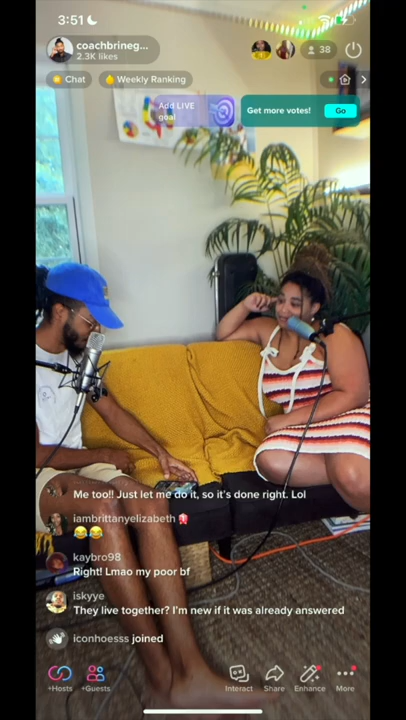 3:51
coachbrineg...
2.3K likes
38
Chat
Weekly Ranking
Add LIVE
goal
Get more votes!
Go
Me too!! Just let me do it, so it's done right. Lol
iambrittanyelizabeth
😂😂
kaybro98
Right! Lmao my poor bf
iskyye
They live together? I'm new if it was already answered
iconhoesss joined
+Hosts
+Guests
Interact
Share
Enhance
More